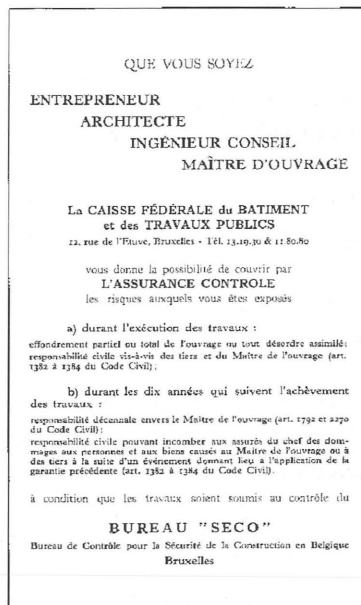 QUE VOUS SOYEZ
ENTREPRENEUR
ARCHITECTE
INGÉNIEUR CONSEIL
MAÎTRE D'OUVRAGE
La CAISSE FÉDÉRALE du BATIMENT
et des TRAVAUX PUBLICS
12, rue de l'Etuve, Bruxelles - Tél. 13.19.30 & 11 80.80
vous donne la possibilité de couvrir par
L'ASSURANCE CONTROLE
les risques auxquels vous êtes exposés
a) durant l'exécution des travaux :
effondrement partiel ou total de l'ouvrage ou tout désordre assimilé;
responsabilité civile vis-à-vis des tiers et du Maître de l'ouvrage (art.
1382 à 1384 du Code Civil);
b) durant les dix années qui suivent l'achèvement
des travaux :
responsabilité décennale envers le Maître de l'ouvrage (art. 1792 et 2270
du Code Civil);
responsabilité civile pouvant incomber aux assurés du chef des dom-
mages aux personnes et aux biens causés au Maître de l'ouvrage ou à
des tiers à la suite d'un événement donnant lieu à l'application de la
garantie précédente (art. 1382 à 1384 du Code Civil).
à condition que les travaux soient soumis au contrôle du
BUREAU "SECO"
Bureau de Contrôle pour la Sécurité de la Construction en Belgique
Bruxelles